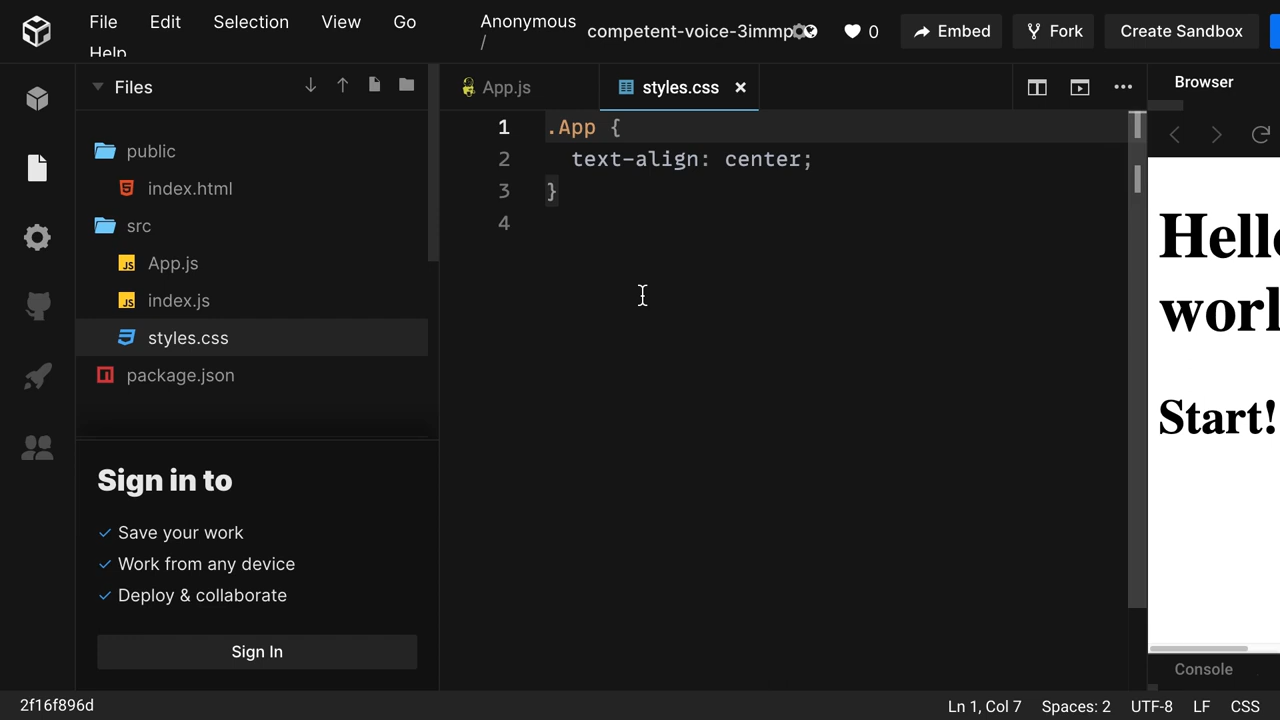 File Edit Selection View Go
Help
Anonymous
/
competent-voice-3immp
0
Embed
Fork
Create Sandbox
Files
public
index.html
src
App.js
index.js
styles.css
package.json
Sign in to
Save your work
Work from any device
Deploy & collaborate
Sign In
App.js
styles.css
1 .App {
2 text-align: center;
3 }
4
Browser
Hello
worl
Start!
Console
2f16f896d
Ln 1, Col 7 Spaces: 2 UTF-8 LF CSS